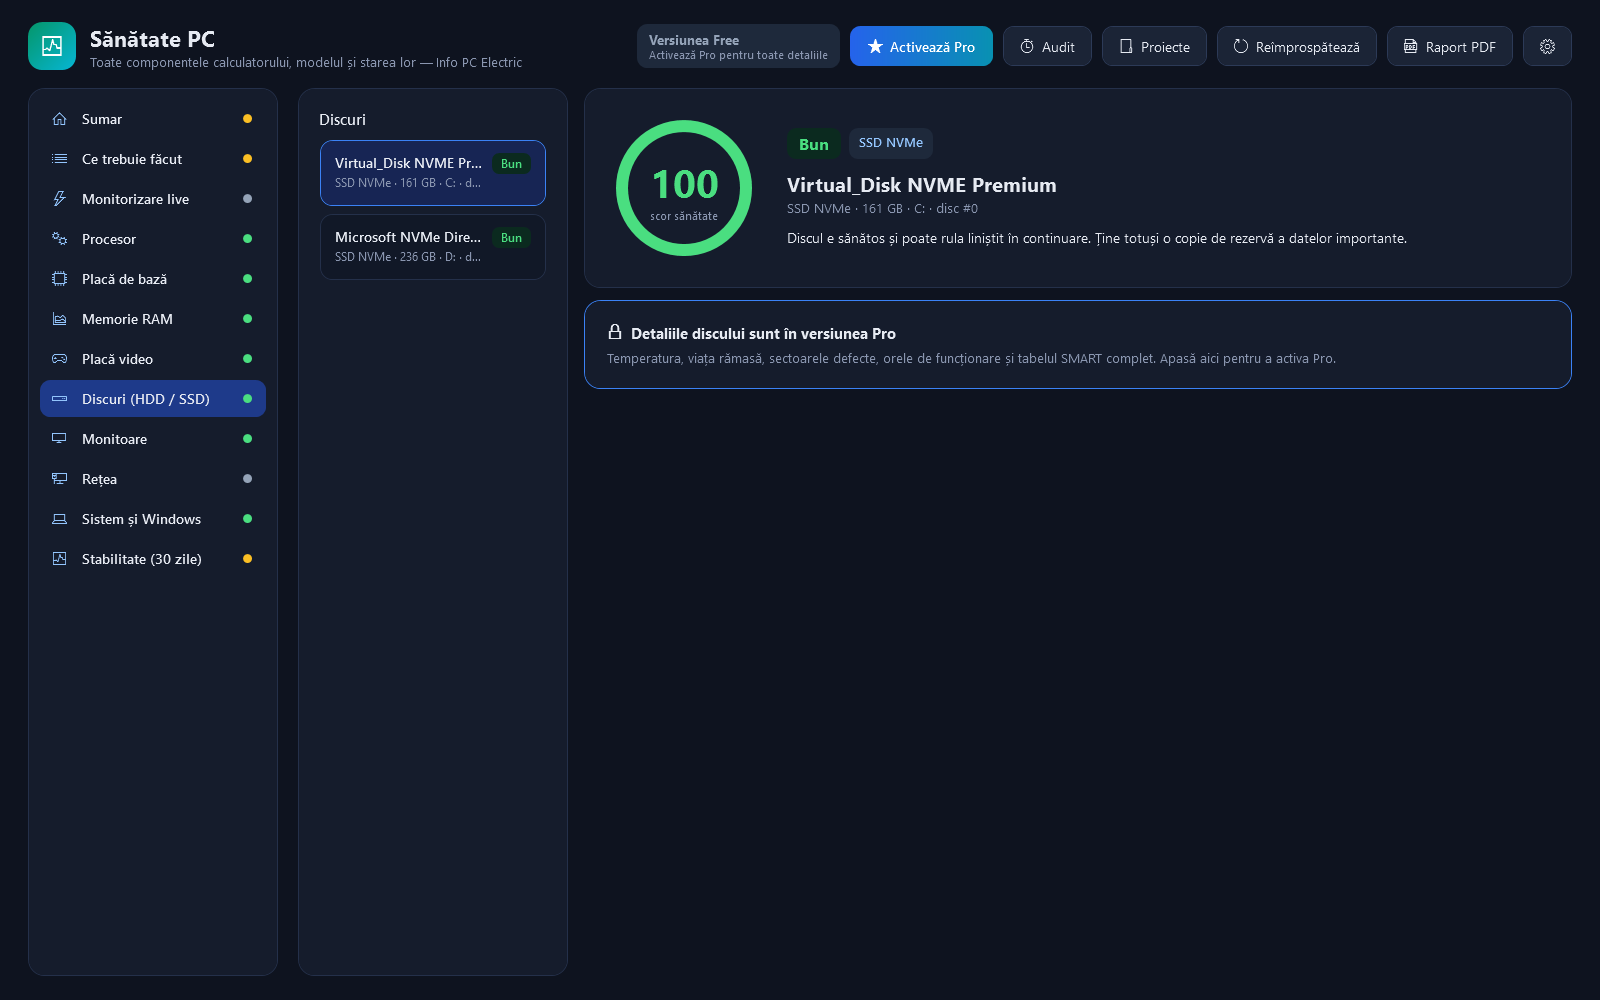 Sănătate PC
Toate componentele calculatorului, modelul și starea lor — Info PC Electric
Versiunea Free
Activează Pro pentru toate detaliile
Activează Pro
Audit
Proiecte
Reîmprospătează
Raport PDF
Sumar
Ce trebuie făcut
Monitorizare live
Procesor
Placă de bază
Memorie RAM
Placă video
Discuri (HDD / SSD)
Monitoare
Rețea
Sistem și Windows
Stabilitate (30 zile)
Discuri
Virtual_Disk NVME Pr...
Bun
SSD NVMe · 161 GB · C: · d...
Microsoft NVMe Dire...
Bun
SSD NVMe · 236 GB · D: · d...
100
scor sănătate
Bun
SSD NVMe
Virtual_Disk NVME Premium
SSD NVMe · 161 GB · C: · disc #0
Discul e sănătos și poate rula liniștit în continuare. Ține totuși o copie de rezervă a datelor importante.
Detaliile discului sunt în versiunea Pro
Temperatura, viața rămasă, sectoarele defecte, orele de funcționare și tabelul SMART complet. Apasă aici pentru a activa Pro.